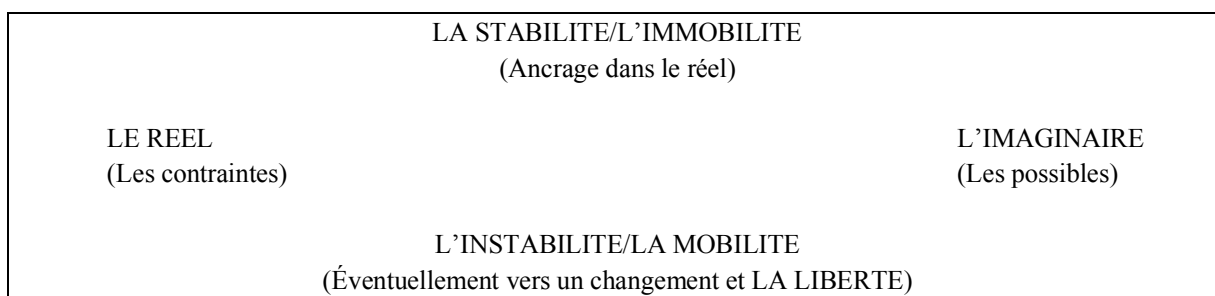 LA STABILITE/L’IMMOBILITE
(Ancrage dans le réel)
LE REEL L’IMAGINAIRE
(Les contraintes) (Les possibles)
L’INSTABILITE/LA MOBILITE
(Éventuellement vers un changement et LA LIBERTE)